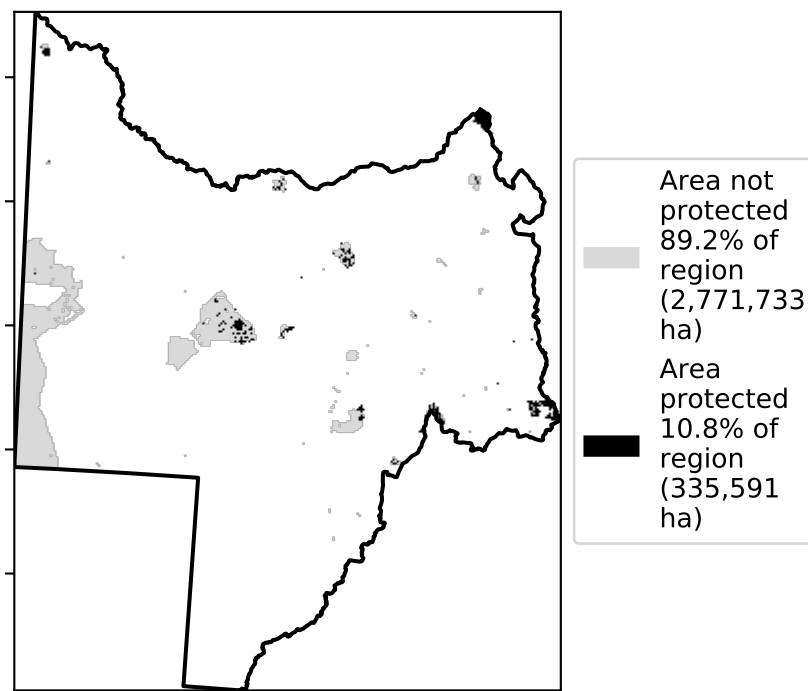 Area not
protected
89.2% of
region
(2,771,733
ha)
Area
protected
10.8% of
region
(335,591
ha)